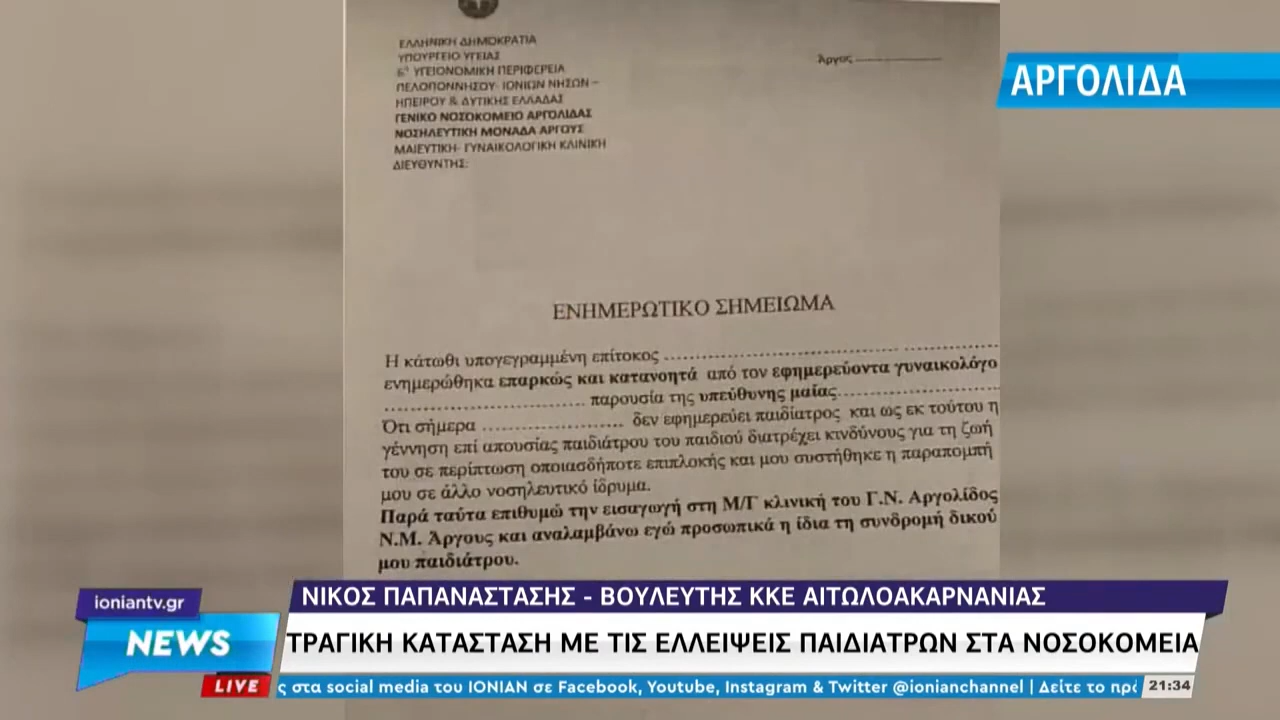 ΕΛΛΗΝΙΚΗ ΔΗΜΟΚΡΑΤΙΑ
ΥΠΟΥΡΓΕΙΟ ΥΓΕΙΑΣ
6η ΥΓΕΙΟΝΟΜΙΚΗ ΠΕΡΙΦΕΡΕΙΑ
ΠΕΛΟΠΟΝΝΗΣΟΥ- ΙΟΝΙΩΝ ΝΗΣΩΝ –
ΗΠΕΙΡΟΥ & ΔΥΤΙΚΗΣ ΕΛΛΑΔΑΣ
ΓΕΝΙΚΟ ΝΟΣΟΚΟΜΕΙΟ ΑΡΓΟΛΙΔΑΣ
ΝΟΣΗΛΕΥΤΙΚΗ ΜΟΝΑΔΑ ΑΡΓΟΥΣ
ΜΑΙΕΥΤΙΚΗ- ΓΥΝΑΙΚΟΛΟΓΙΚΗ ΚΛΙΝΙΚΗ
ΔΙΕΥΘΥΝΤΗΣ:
Άργος ....................
ΑΡΓΟΛΙΔΑ
ΕΝΗΜΕΡΩΤΙΚΟ ΣΗΜΕΙΩΜΑ
Η κάτωθι υπογεγραμμένη επίτοκος ................................. .............
ενημερώθηκα επαρκώς και κατανοητά από τον εφημερεύοντα γυναικολόγο
............................ παρουσία της υπεύθυνης μαίας......................
Ότι σήμερα .................... δεν εφημερεύει παιδίατρος και ως εκ τούτου η
γέννηση επί απουσίας παιδιάτρου του παιδιού διατρέχει κινδύνους για τη ζωή
του σε περίπτωση οποιασδήποτε επιπλοκής και μου συστήθηκε η παραπομπή
μου σε άλλο νοσηλευτικό ίδρυμα.
Παρά ταύτα επιθυμώ την εισαγωγή στη Μ/Γ κλινική του Γ.Ν. Αργολίδος
Ν.Μ. Άργους και αναλαμβάνω εγώ προσωπικά η ίδια τη συνδρομή δικού
μου παιδιάτρου.
ioniantv.gr
NEWS
LIVE
ΝΙΚΟΣ ΠΑΠΑΝΑΣΤΑΣΗΣ - ΒΟΥΛΕΥΤΗΣ ΚΚΕ ΑΙΤΩΛΟΑΚΑΡΝΑΝΙΑΣ
ΤΡΑΓΙΚΗ ΚΑΤΑΣΤΑΣΗ ΜΕ ΤΙΣ ΕΛΛΕΙΨΕΙΣ ΠΑΙΔΙΑΤΡΩΝ ΣΤΑ ΝΟΣΟΚΟΜΕΙΑ
ς στα social media του ΙΟΝΙΑΝ σε Facebook, Youtube, Instagram & Twitter @ionianchannel | Δείτε το πρό
21:34